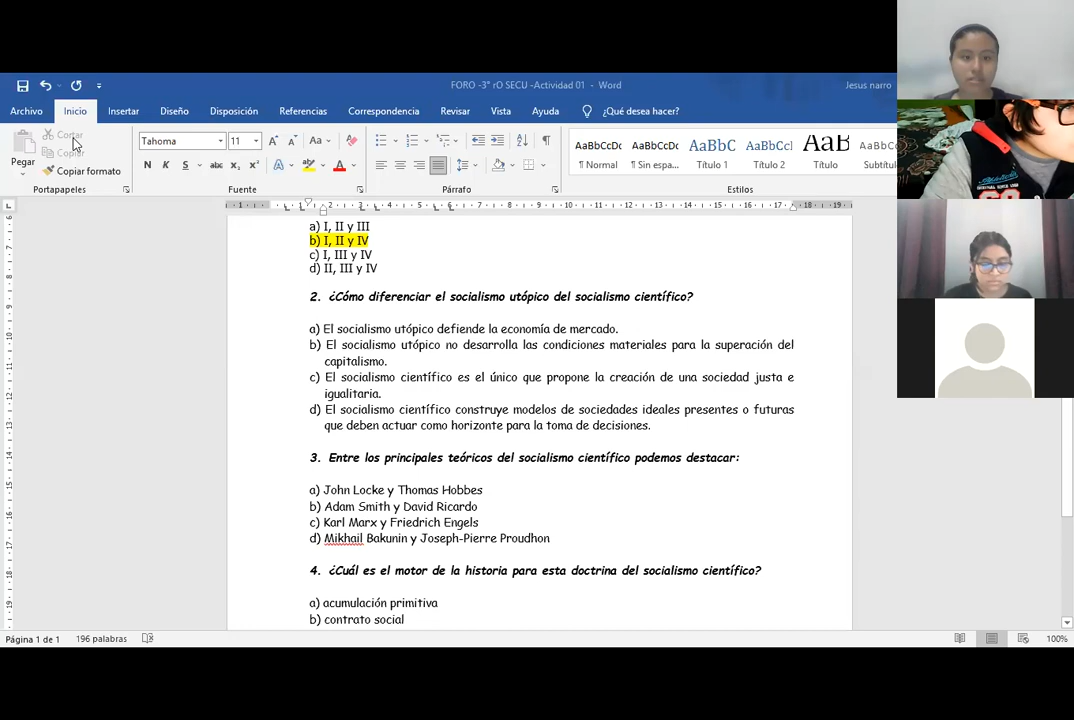 FORO -3° rO SECU -Actividad 01 - Word
Jesus narro
Archivo Inicio Insertar Diseño Disposición Referencias Correspondencia Revisar Vista Ayuda ¿Qué desea hacer?
Pegar
Cortar
Copiar
Copiar formato
Portapapeles
Tahoma 11
N K S abc x₂ x²
Fuente
Párrafo
AaBbCcDc AaBbCcDc AaBbC AaBbCcC AaB AaBbCcC
¶ Normal ¶ Sin espa... Título 1 Título 2 Título Subtítul
Estilos
a) I, II y III
b) I, II y IV
c) I, III y IV
d) II, III y IV
2. ¿Cómo diferenciar el socialismo utópico del socialismo científico?
a) El socialismo utópico defiende la economía de mercado.
b) El socialismo utópico no desarrolla las condiciones materiales para la superación del
capitalismo.
c) El socialismo científico es el único que propone la creación de una sociedad justa e
igualitaria.
d) El socialismo científico construye modelos de sociedades ideales presentes o futuras
que deben actuar como horizonte para la toma de decisiones.
3. Entre los principales teóricos del socialismo científico podemos destacar:
a) John Locke y Thomas Hobbes
b) Adam Smith y David Ricardo
c) Karl Marx y Friedrich Engels
d) Mikhail Bakunin y Joseph-Pierre Proudhon
4. ¿Cuál es el motor de la historia para esta doctrina del socialismo científico?
a) acumulación primitiva
b) contrato social
Página 1 de 1 196 palabras
100%